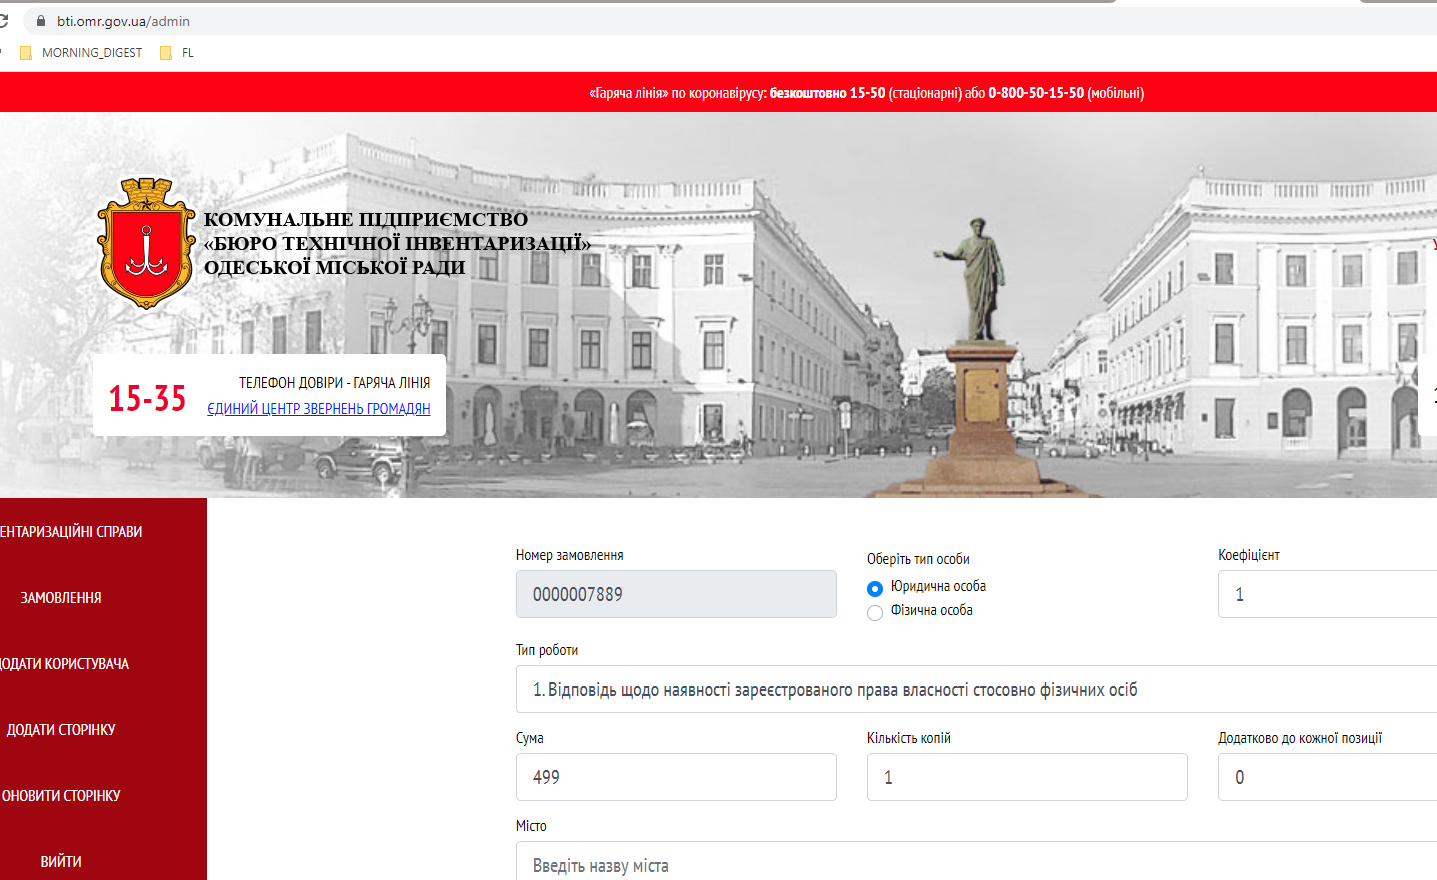 bti.omr.gov.ua/admin
MORNING_DIGEST FL
«Гаряча лінія» по коронавірусу: безкоштовно 15-50 (стаціонарні) або 0-800-50-15-50 (мобільні)
КОМУНАЛЬНЕ ПІДПРИЄМСТВО
«БЮРО ТЕХНІЧНОЇ ІНВЕНТАРИЗАЦІЇ»
ОДЕСЬКОЇ МІСЬКОЇ РАДИ
15-35
ТЕЛЕФОН ДОВІРИ - ГАРЯЧА ЛІНІЯ
ЄДИНИЙ ЦЕНТР ЗВЕРНЕНЬ ГРОМАДЯН
ЕНТАРИЗАЦІЙНІ СПРАВИ
ЗАМОВЛЕННЯ
ДОДАТИ КОРИСТУВАЧА
ДОДАТИ СТОРІНКУ
ОНОВИТИ СТОРІНКУ
ВИЙТИ
Номер замовлення
0000007889
Оберіть тип особи
Юридична особа
Фізична особа
Коефіцієнт
1
Тип роботи
1. Відповідь щодо наявності зареєстрованого права власності стосовно фізичних осіб
Сума
499
Кількість копій
1
Додатково до кожної позиції
0
Місто
Введіть назву міста